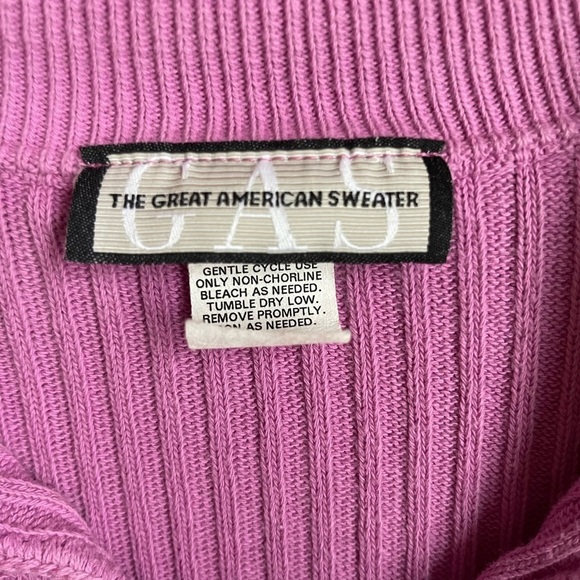 GAS
THE GREAT AMERICAN SWEATER
GENTLE CYCLE USE
ONLY NON-CHORLINE
BLEACH AS NEEDED.
TUMBLE DRY LOW.
REMOVE PROMPTLY.
AS NEEDED.